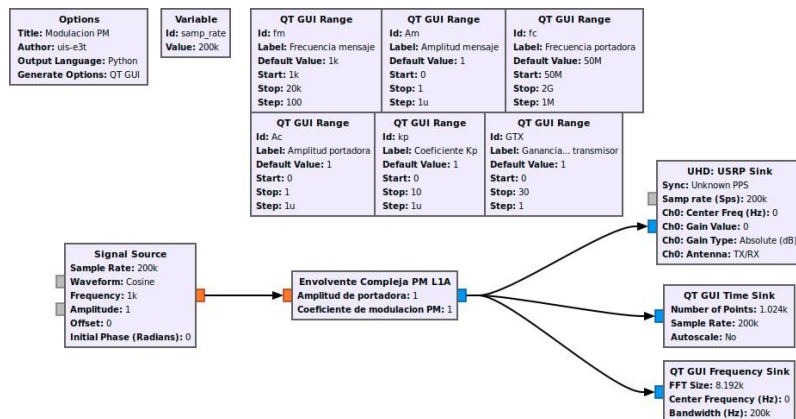 Options
Title: Modulacion PM
Author: uis-e3t
Output Language: Python
Generate Options: QT GUI
Variable
Id: samp_rate
Value: 200k
QT GUI Range
Id: fm
Label: Frecuencia mensaje
Default Value: 1k
Start: 1k
Stop: 20k
Step: 100
QT GUI Range
Id: Am
Label: Amplitud mensaje
Default Value: 1
Start: 0
Stop: 1
Step: 1u
QT GUI Range
Id: fc
Label: Frecuencia portadora
Default Value: 50M
Start: 50M
Stop: 2G
Step: 1M
QT GUI Range
Id: Ac
Label: Amplitud portadora
Default Value: 1
Start: 0
Stop: 1
Step: 1u
QT GUI Range
Id: kp
Label: Coeficiente Kp
Default Value: 1
Start: 0
Stop: 10
Step: 1u
QT GUI Range
Id: GTX
Label: Ganancia... transmisor
Default Value: 1
Start: 0
Stop: 30
Step: 1
Signal Source
Sample Rate: 200k
Waveform: Cosine
Frequency: 1k
Amplitude: 1
Offset: 0
Initial Phase (Radians): 0
Envolvente Compleja PM L1A
Amplitud de portadora: 1
Coeficiente de modulacion PM: 1
UHD: USRP Sink
Sync: Unknown PPS
Samp rate (Sps): 200k
Ch0: Center Freq (Hz): 0
Ch0: Gain Value: 0
Ch0: Gain Type: Absolute (dB)
Ch0: Antenna: TX/RX
QT GUI Time Sink
Number of Points: 1.024k
Sample Rate: 200k
Autoscale: No
QT GUI Frequency Sink
FFT Size: 8.192k
Center Frequency (Hz): 0
Bandwidth (Hz): 200k